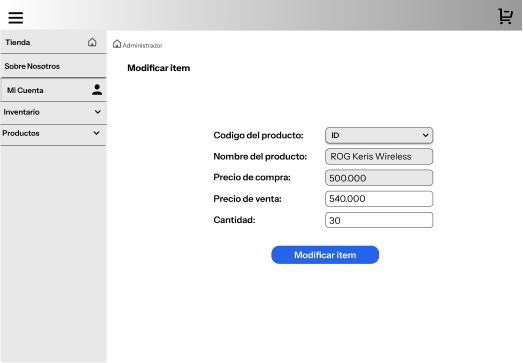 Tienda
Administrador
Sobre Nosotros
Modificar item
Mi Cuenta
Inventario
Productos
Codigo del producto: ID
Nombre del producto: ROG Keris Wireless
Precio de compra: 500.000
Precio de venta: 540.000
Cantidad: 30
Modificar item